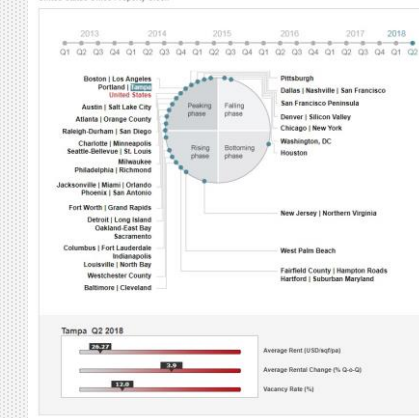 2013 2014 2015 2016 2017 2018
Q1 Q2 Q3 Q4 Q1 Q2 Q3 Q4 Q1 Q2 Q3 Q4 Q1 Q2 Q3 Q4 Q1 Q2 Q3 Q4 Q1 Q2
Boston | Los Angeles
Portland | Tampa
United States
Austin | Salt Lake City
Atlanta | Orange County
Raleigh-Durham | San Diego
Charlotte | Minneapolis
Seattle-Bellevue | St. Louis
Milwaukee
Philadelphia | Richmond
Jacksonville | Miami | Orlando
Phoenix | San Antonio
Fort Worth | Grand Rapids
Detroit | Long Island
Oakland-East Bay
Sacramento
Columbus | Fort Lauderdale
Indianapolis
Louisville | North Bay
Westchester County
Baltimore | Cleveland
Peaking phase
Falling phase
Rising phase
Bottoming phase
Pittsburgh
Dallas | Nashville | San Francisco
San Francisco Peninsula
Denver | Silicon Valley
Chicago | New York
Washington, DC
Houston
New Jersey | Northern Virginia
West Palm Beach
Fairfield County | Hampton Roads
Hartford | Suburban Maryland
Tampa Q2 2018
26.27
Average Rent (USD/sqf/pa)
3.9
Average Rental Change (% Q-o-Q)
12.0
Vacancy Rate (%)